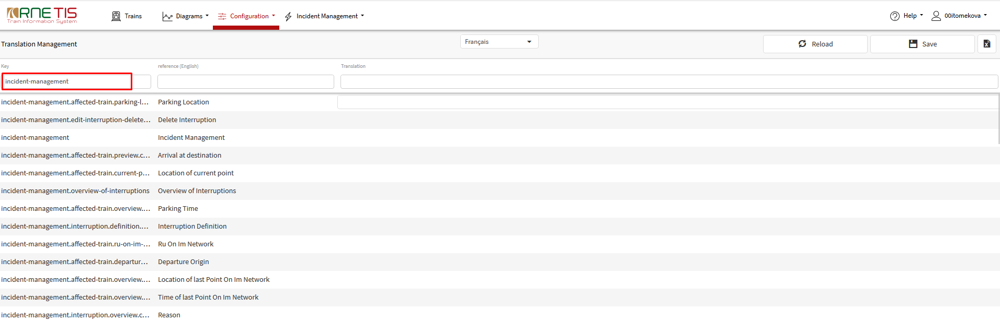 RNE TIS
Train Information System
Trains
Diagrams
Configuration
Incident Management
Help
00itomekova
Translation Management
Français
Reload
Save
Key
reference (English)
Translation
incident-management
incident-management.affected-train.parking-l... Parking Location
incident-management.edit-interruption-delete... Delete Interruption
incident-management Incident Management
incident-management.affected-train.preview.c... Arrival at destination
incident-management.affected-train.current-p... Location of current point
incident-management.overview-of-interruptions Overview of Interruptions
incident-management.affected-train.overview.... Parking Time
incident-management.interruption.definition.... Interruption Definition
incident-management.affected-train.ru-on-im-... Ru On Im Network
incident-management.affected-train.departur... Departure Origin
incident-management.affected-train.overview.... Location of last Point On Im Network
incident-management.affected-train.overview.... Time of last Point On Im Network
incident-management.interruption.overview.c... Reason